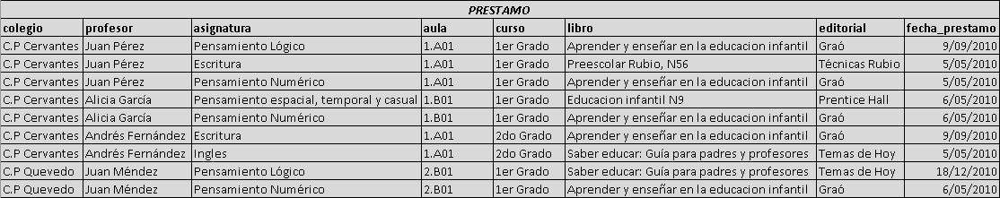 PRESTAMO
colegio profesor asignatura aula curso libro editorial fecha_prestamo
C.P Cervantes Juan Pérez Pensamiento Lógico 1.A01 1er Grado Aprender y enseñar en la educacion infantil Graó 9/09/2010
C.P Cervantes Juan Pérez Escritura 1.A01 1er Grado Preescolar Rubio, N56 Técnicas Rubio 5/05/2010
C.P Cervantes Juan Pérez Pensamiento Numérico 1.A01 1er Grado Aprender y enseñar en la educacion infantil Graó 5/05/2010
C.P Cervantes Alicia García Pensamiento espacial, temporal y casual 1.B01 1er Grado Educacion infantil N9 Prentice Hall 6/05/2010
C.P Cervantes Alicia García Pensamiento Numérico 1.B01 1er Grado Aprender y enseñar en la educacion infantil Graó 6/05/2010
C.P Cervantes Andrés Fernández Escritura 1.A01 2do Grado Aprender y enseñar en la educacion infantil Graó 9/09/2010
C.P Cervantes Andrés Fernández Ingles 1.A01 2do Grado Saber educar: Guía para padres y profesores Temas de Hoy 5/05/2010
C.P Quevedo Juan Méndez Pensamiento Lógico 2.B01 1er Grado Saber educar: Guía para padres y profesores Temas de Hoy 18/12/2010
C.P Quevedo Juan Méndez Pensamiento Numérico 2.B01 1er Grado Aprender y enseñar en la educacion infantil Graó 6/05/2010